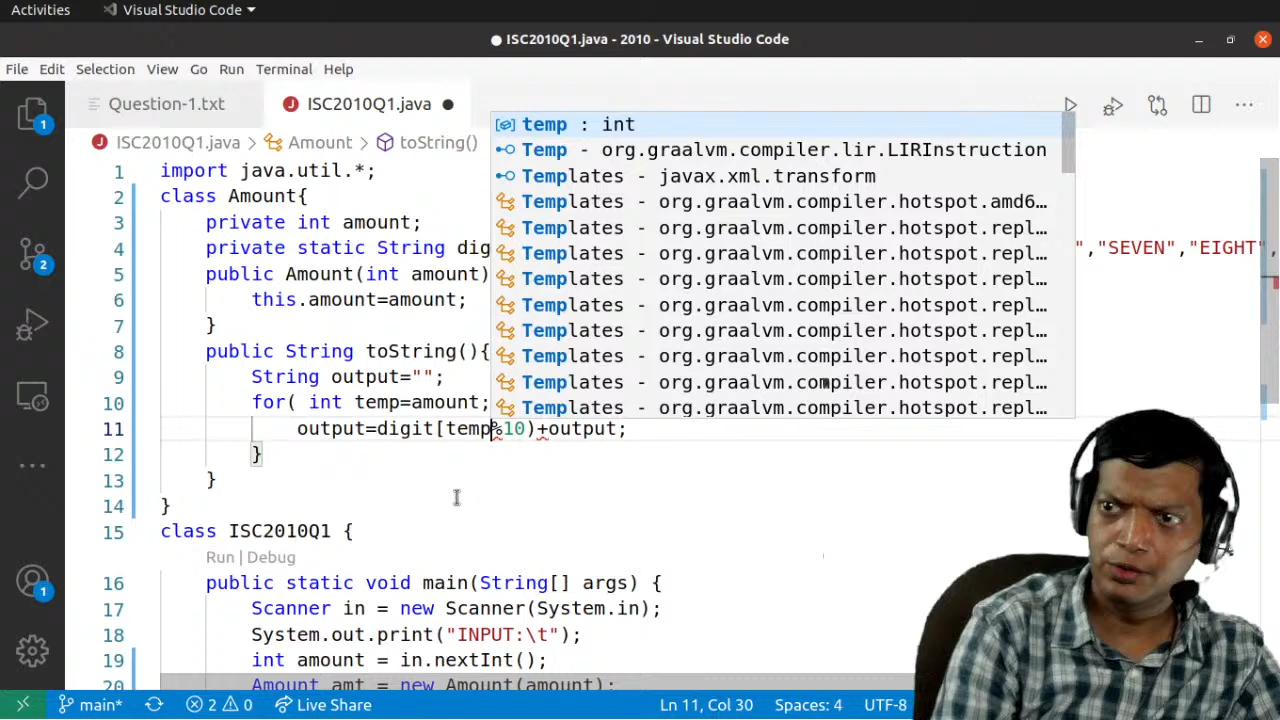 Activities Visual Studio Code
ISC2010Q1.java - 2010 - Visual Studio Code
File Edit Selection View Go Run Terminal Help
Question-1.txt ISC2010Q1.java
ISC2010Q1.java > Amount > toString()
1 import java.util.*;
2 class Amount{
3 private int amount;
4 private static String dig ","SEVEN","EIGHT",
5 public Amount(int amount)
6 this.amount=amount;
7 }
8 public String toString(){
9 String output="";
10 for( int temp=amount;
11 output=digit[temp%10)+output;
12 }
13 }
14 }
15 class ISC2010Q1 {
Run | Debug
16 public static void main(String[] args) {
17 Scanner in = new Scanner(System.in);
18 System.out.print("INPUT:\t");
19 int amount = in.nextInt();
20 Amount amt = new Amount(amount);
temp : int
Temp - org.graalvm.compiler.lir.LIRInstruction
Templates - javax.xml.transform
Templates - org.graalvm.compiler.hotspot.amd6…
Templates - org.graalvm.compiler.hotspot.repl…
Templates - org.graalvm.compiler.hotspot.repl…
Templates - org.graalvm.compiler.hotspot.repl…
Templates - org.graalvm.compiler.hotspot.repl…
Templates - org.graalvm.compiler.hotspot.repl…
Templates - org.graalvm.compiler.hotspot.repl…
Templates - org.graalvm.compiler.hotspot.repl…
Templates - org.graalvm.compiler.hotspot.repl…
1
2
1
main* 2 0 Live Share Ln 11, Col 30 Spaces: 4 UTF-8